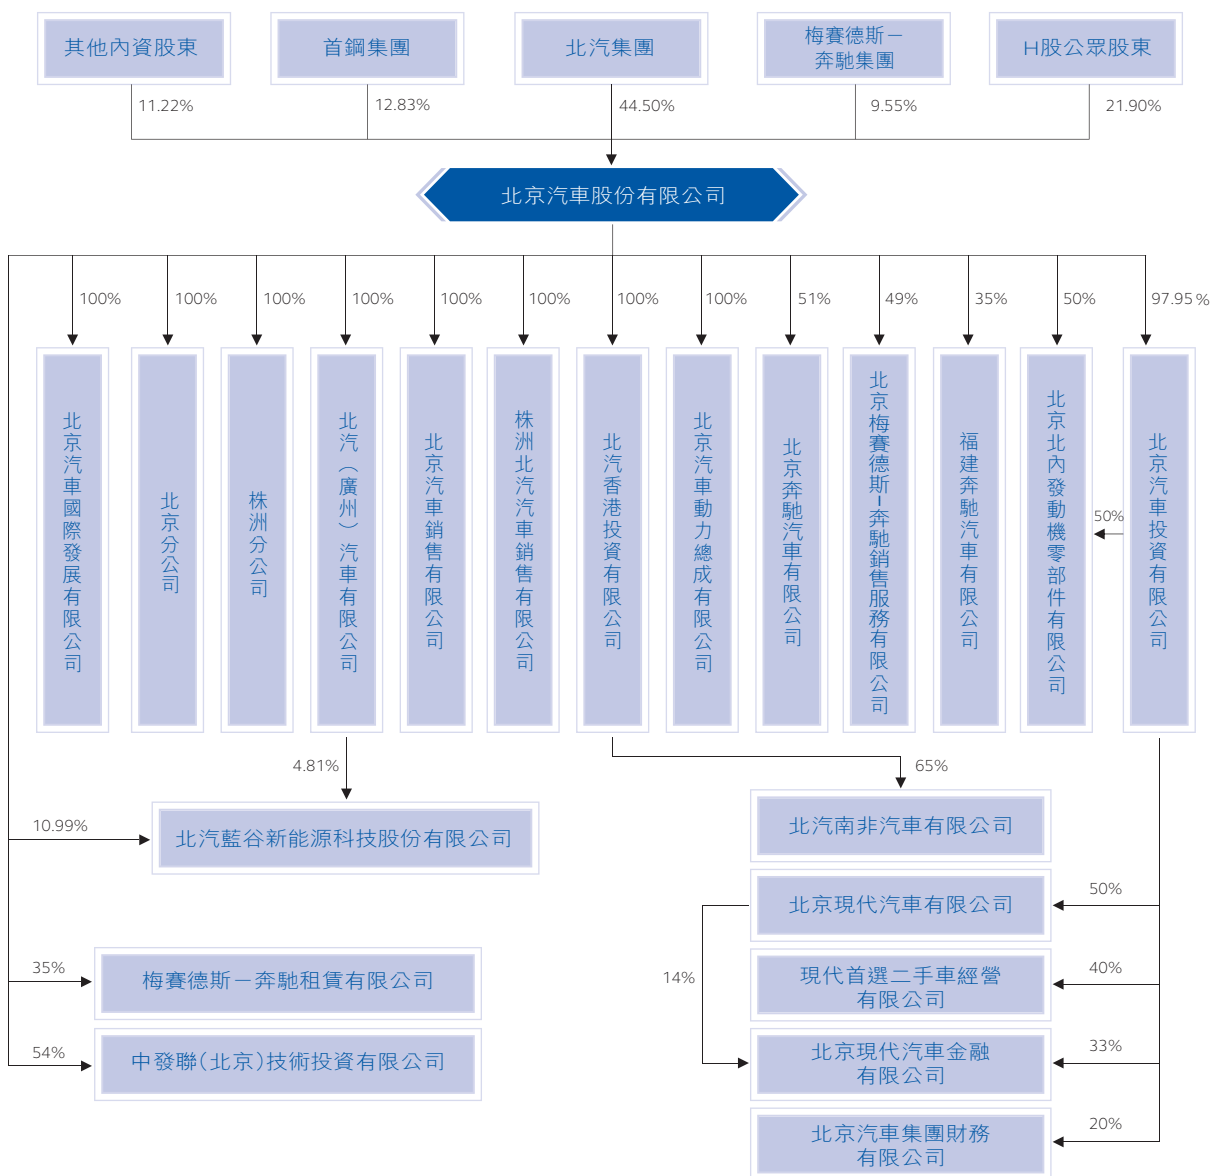 其他內資股東
首鋼集團
北汽集團
梅賽德斯－
奔馳集團
H股公眾股東
11.22%
12.83%
44.50%
9.55%
21.90%
北京汽車股份有限公司
100%
100%
100%
100%
100%
100%
100%
100%
51%
49%
35%
50%
97.95%
北京汽車國際發展有限公司
北京分公司
株洲分公司
北汽（廣州）汽車有限公司
北京汽車銷售有限公司
株洲北汽汽車銷售有限公司
北汽香港投資有限公司
北京汽車動力總成有限公司
北京奔馳汽車有限公司
北京梅賽德斯-奔馳銷售服務有限公司
福建奔馳汽車有限公司
北京北內發動機零部件有限公司
50%
北京汽車投資有限公司
4.81%
65%
10.99%
北汽藍谷新能源科技股份有限公司
北汽南非汽車有限公司
北京現代汽車有限公司
50%
35%
梅賽德斯－奔馳租賃有限公司
14%
現代首選二手車經營
有限公司
40%
54%
中發聯(北京)技術投資有限公司
北京現代汽車金融
有限公司
33%
北京汽車集團財務
有限公司
20%